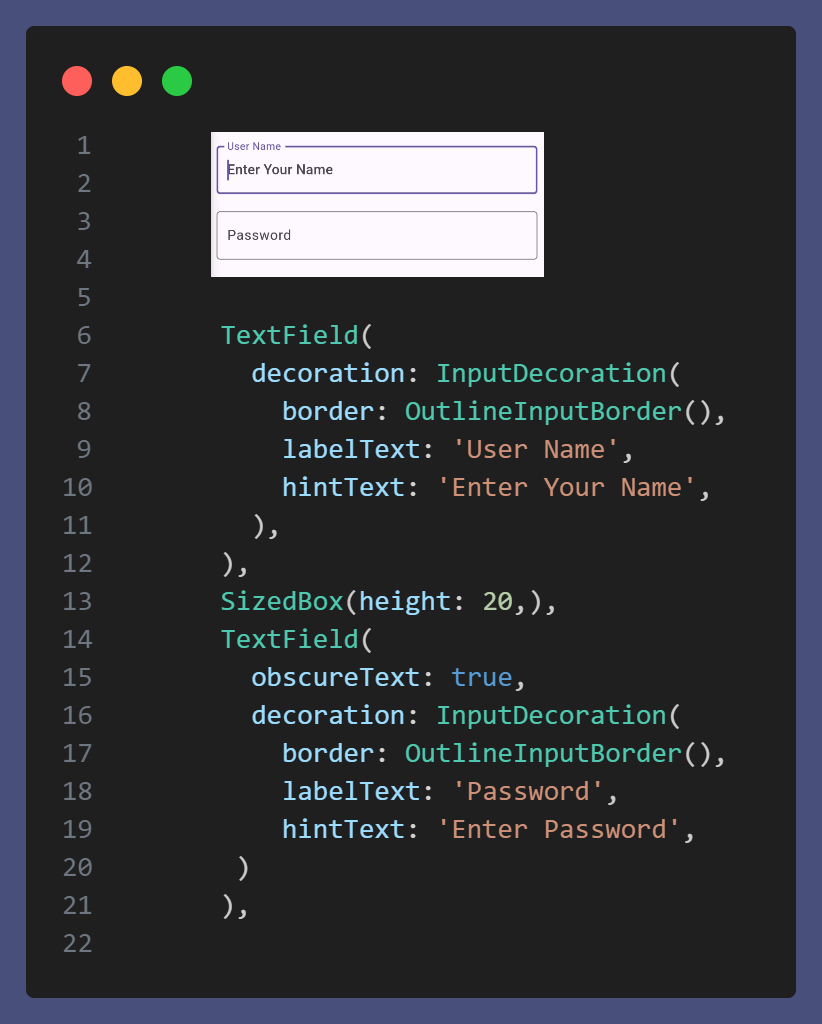 1
User Name
Enter Your Name
2
3
Password
4
5
6 TextField(
7 decoration: InputDecoration(
8 border: OutlineInputBorder(),
9 labelText: 'User Name',
10 hintText: 'Enter Your Name',
11 ),
12 ),
13 SizedBox(height: 20,),
14 TextField(
15 obscureText: true,
16 decoration: InputDecoration(
17 border: OutlineInputBorder(),
18 labelText: 'Password',
19 hintText: 'Enter Password',
20 )
21 ),
22